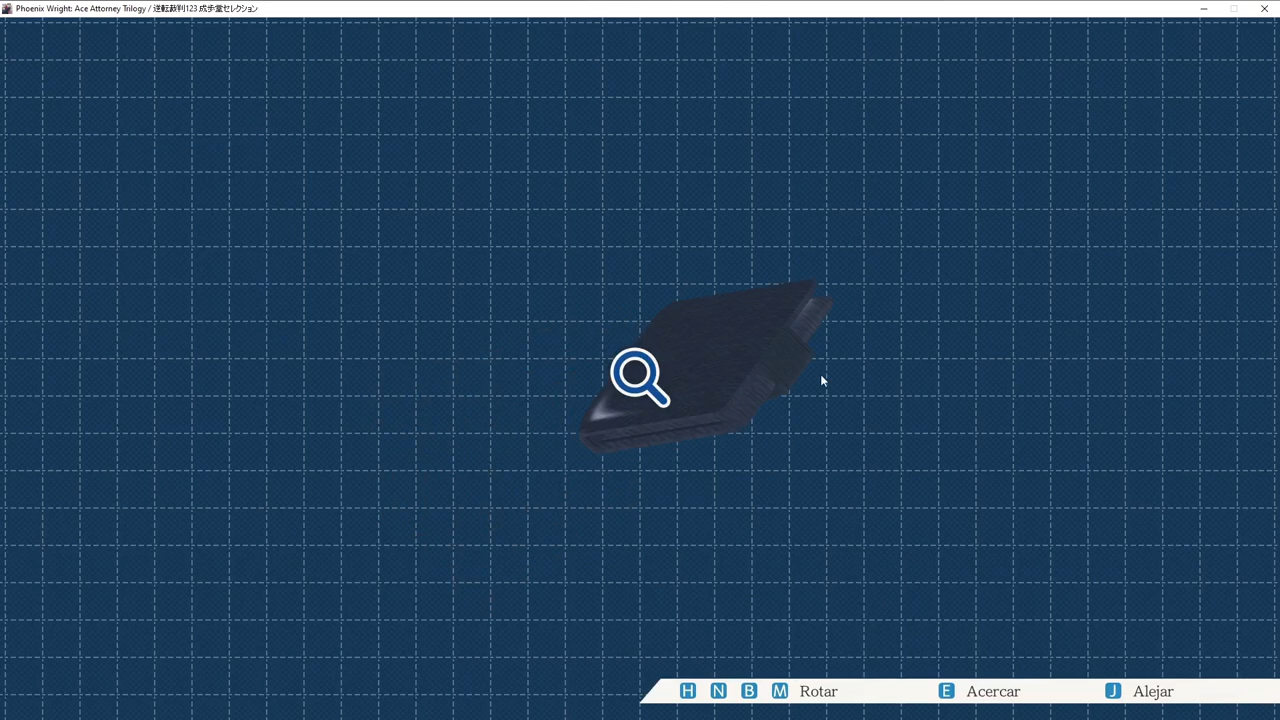 Phoenix Wright: Ace Attorney Trilogy / 逆転裁判123 成歩堂セレクション
H N B M Rotar E Acercar J Alejar